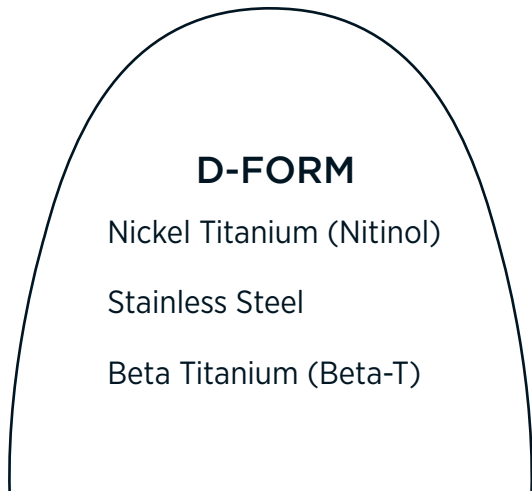 D-FORM
Nickel Titanium (Nitinol)
Stainless Steel
Beta Titanium (Beta-T)